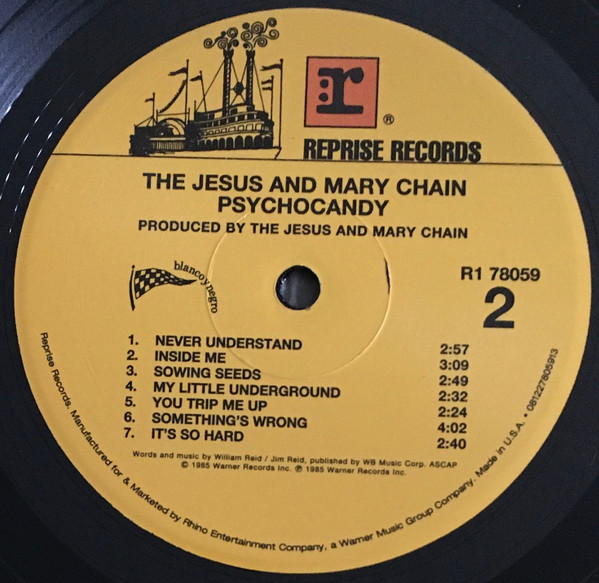 r ®
REPRISE RECORDS
THE JESUS AND MARY CHAIN
PSYCHOCANDY
PRODUCED BY THE JESUS AND MARY CHAIN
blanco y negro
R1 78059
2
1. NEVER UNDERSTAND 2:57
2. INSIDE ME 3:09
3. SOWING SEEDS 2:49
4. MY LITTLE UNDERGROUND 2:32
5. YOU TRIP ME UP 2:24
6. SOMETHING'S WRONG 4:02
7. IT'S SO HARD 2:40
Words and music by William Reid / Jim Reid, published by WB Music Corp. ASCAP
© 1985 Warner Records Inc. ℗ 1985 Warner Records Inc.
Reprise Records. Manufactured for & Marketed by Rhino Entertainment Company, a Warner Music Group Company. Made in U.S.A. • 081227805913